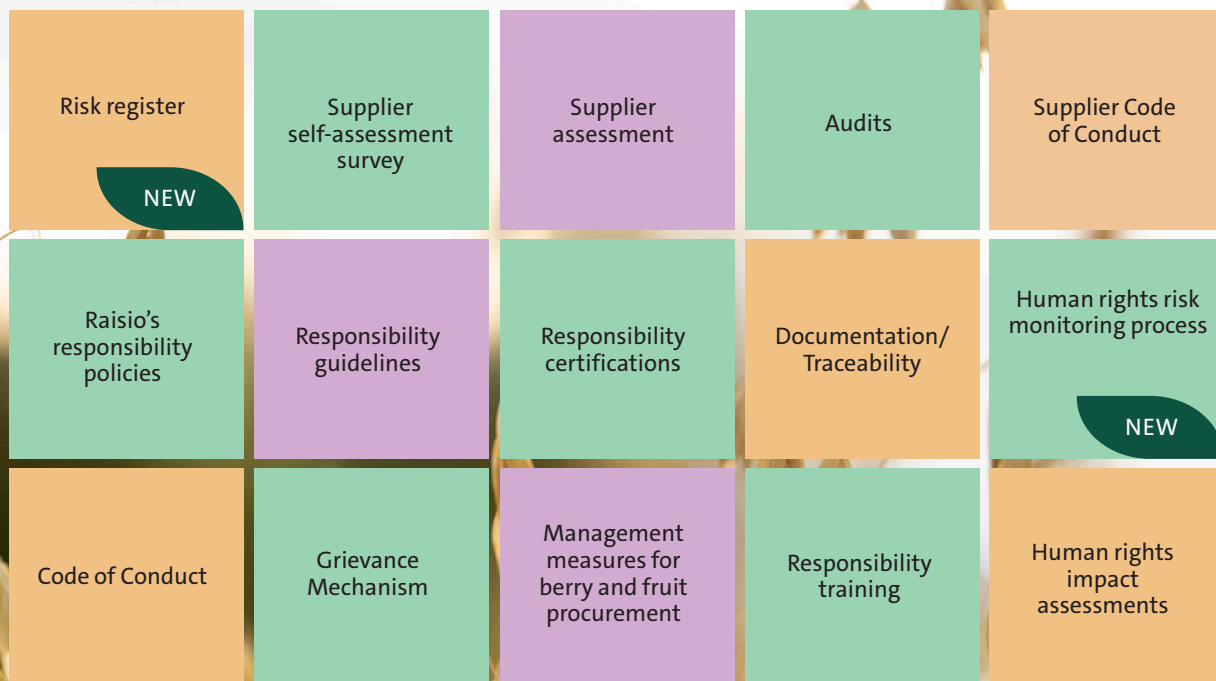 Risk register
NEW
Supplier
self-assessment
survey
Supplier
assessment
Audits
Supplier Code
of Conduct
Raisio’s
responsibility
policies
Responsibility
guidelines
Responsibility
certifications
Documentation/
Traceability
Human rights risk
monitoring process
NEW
Code of Conduct
Grievance
Mechanism
Management
measures for
berry and fruit
procurement
Responsibility
training
Human rights
impact
assessments